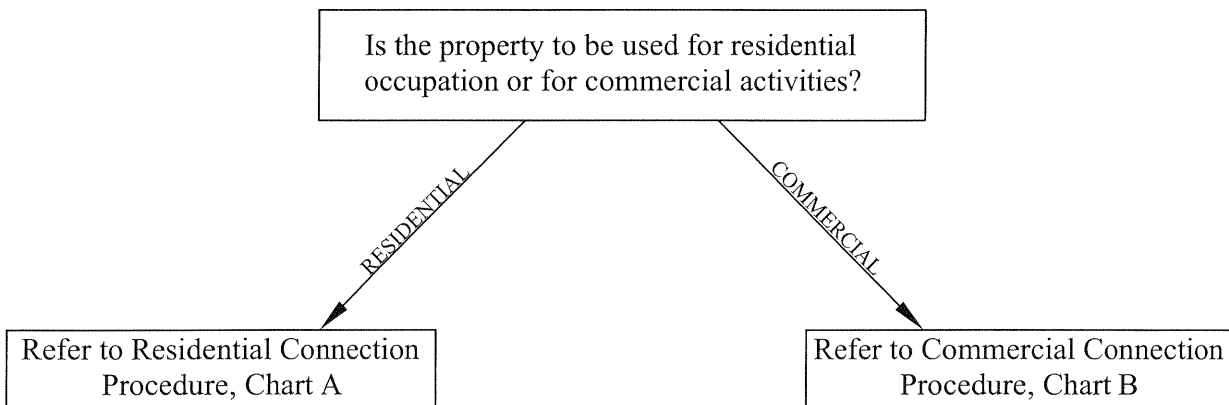 Is the property to be used for residential
occupation or for commercial activities?
RESIDENTIAL
COMMERCIAL
Refer to Residential Connection
Procedure, Chart A
Refer to Commercial Connection
Procedure, Chart B